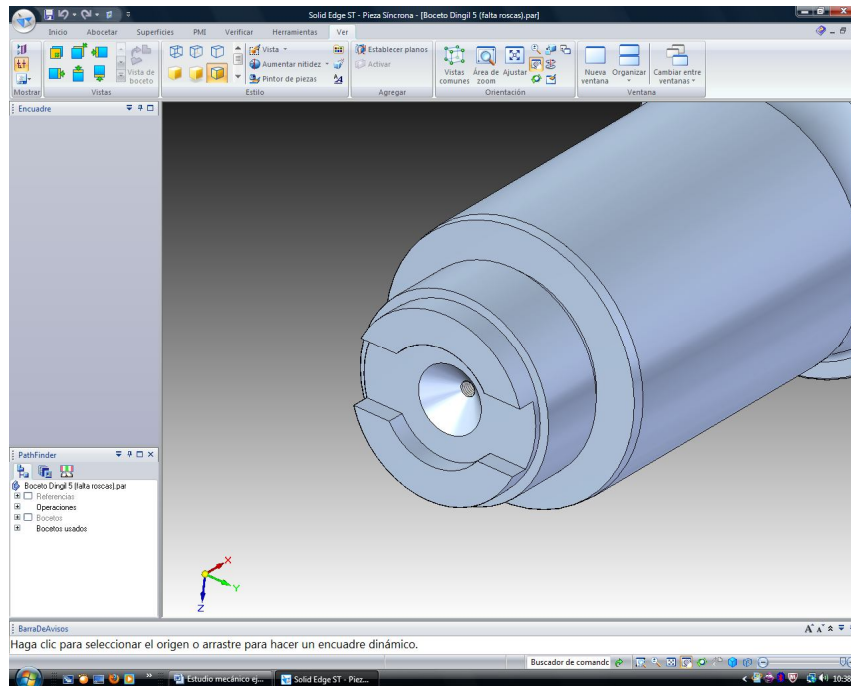 Solid Edge ST - Pieza Síncrona - [Boceto Dingil 5 (falta roscas).par]
Inicio Abocetar Superficies PMI Verificar Herramientas Ver
Vista Establecer planos
Aumentar nitidez Activar
Pintor de piezas
Vista de boceto
Vistas comunes
Área de zoom
Ajustar
Nueva ventana
Organizar
Cambiar entre ventanas
Mostrar Vistas Estilo Agregar Orientación Ventana
Encuadre
PathFinder
Boceto Dingil 5 (falta roscas).par
Referencias
Operaciones
Bocetos
Bocetos usados
X
Y
Z
BarraDeAvisos
Haga clic para seleccionar el origen o arrastre para hacer un encuadre dinámico.
Buscador de comandc
Estudio mecánico ej... Solid Edge ST - Piez... 10:38